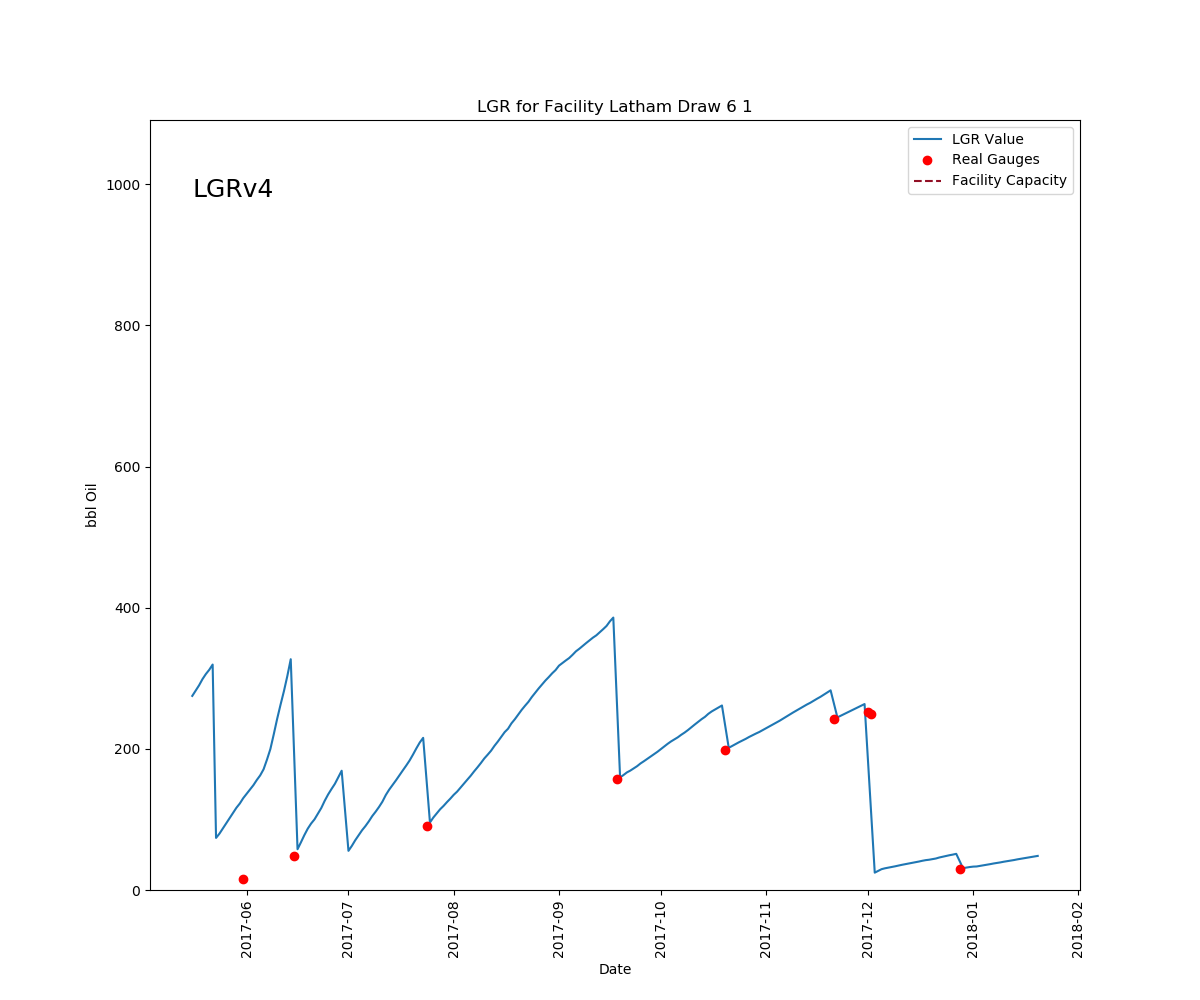 LGR for Facility Latham Draw 6 1
LGR Value
Real Gauges
Facility Capacity
LGRv4
1000
800
600
400
200
0
bbl Oil
2017-06
2017-07
2017-08
2017-09
2017-10
2017-11
2017-12
2018-01
2018-02
Date